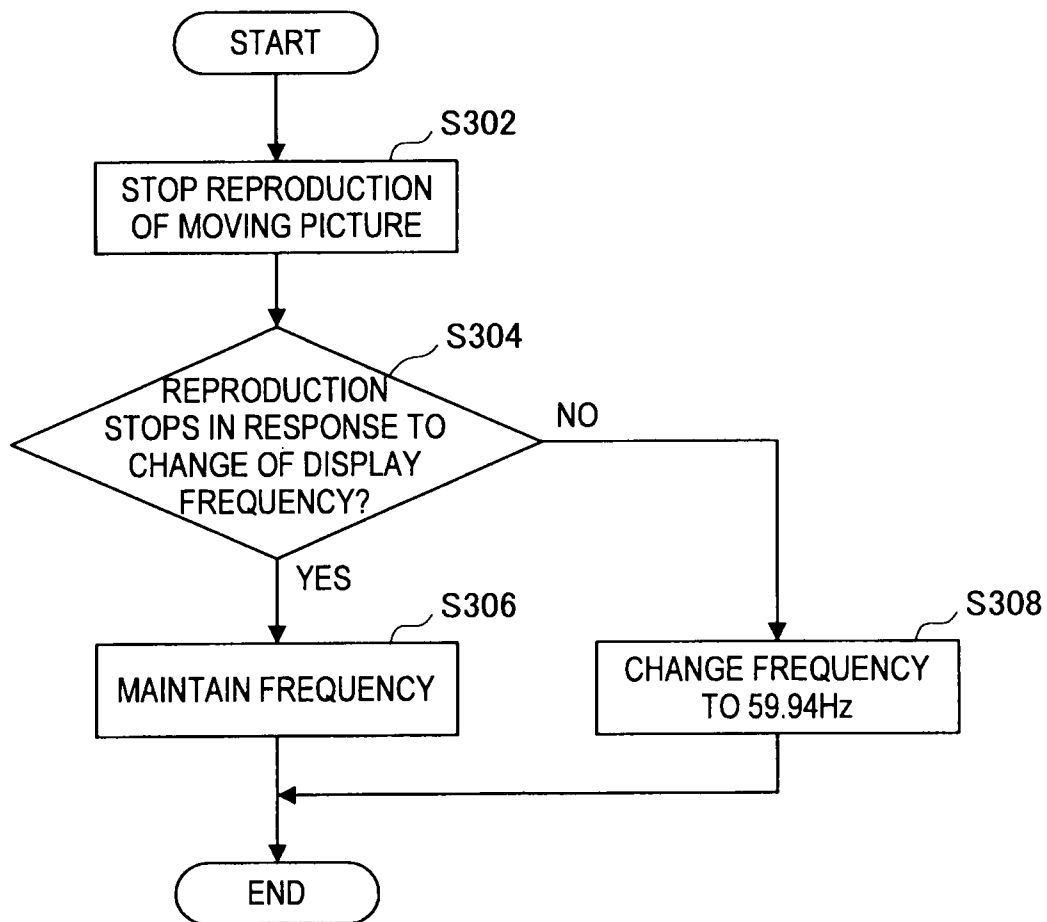 START
S302
STOP REPRODUCTION
OF MOVING PICTURE
S304
REPRODUCTION
STOPS IN RESPONSE TO
CHANGE OF DISPLAY
FREQUENCY?
NO
YES
S306
MAINTAIN FREQUENCY
S308
CHANGE FREQUENCY
TO 59.94Hz
END